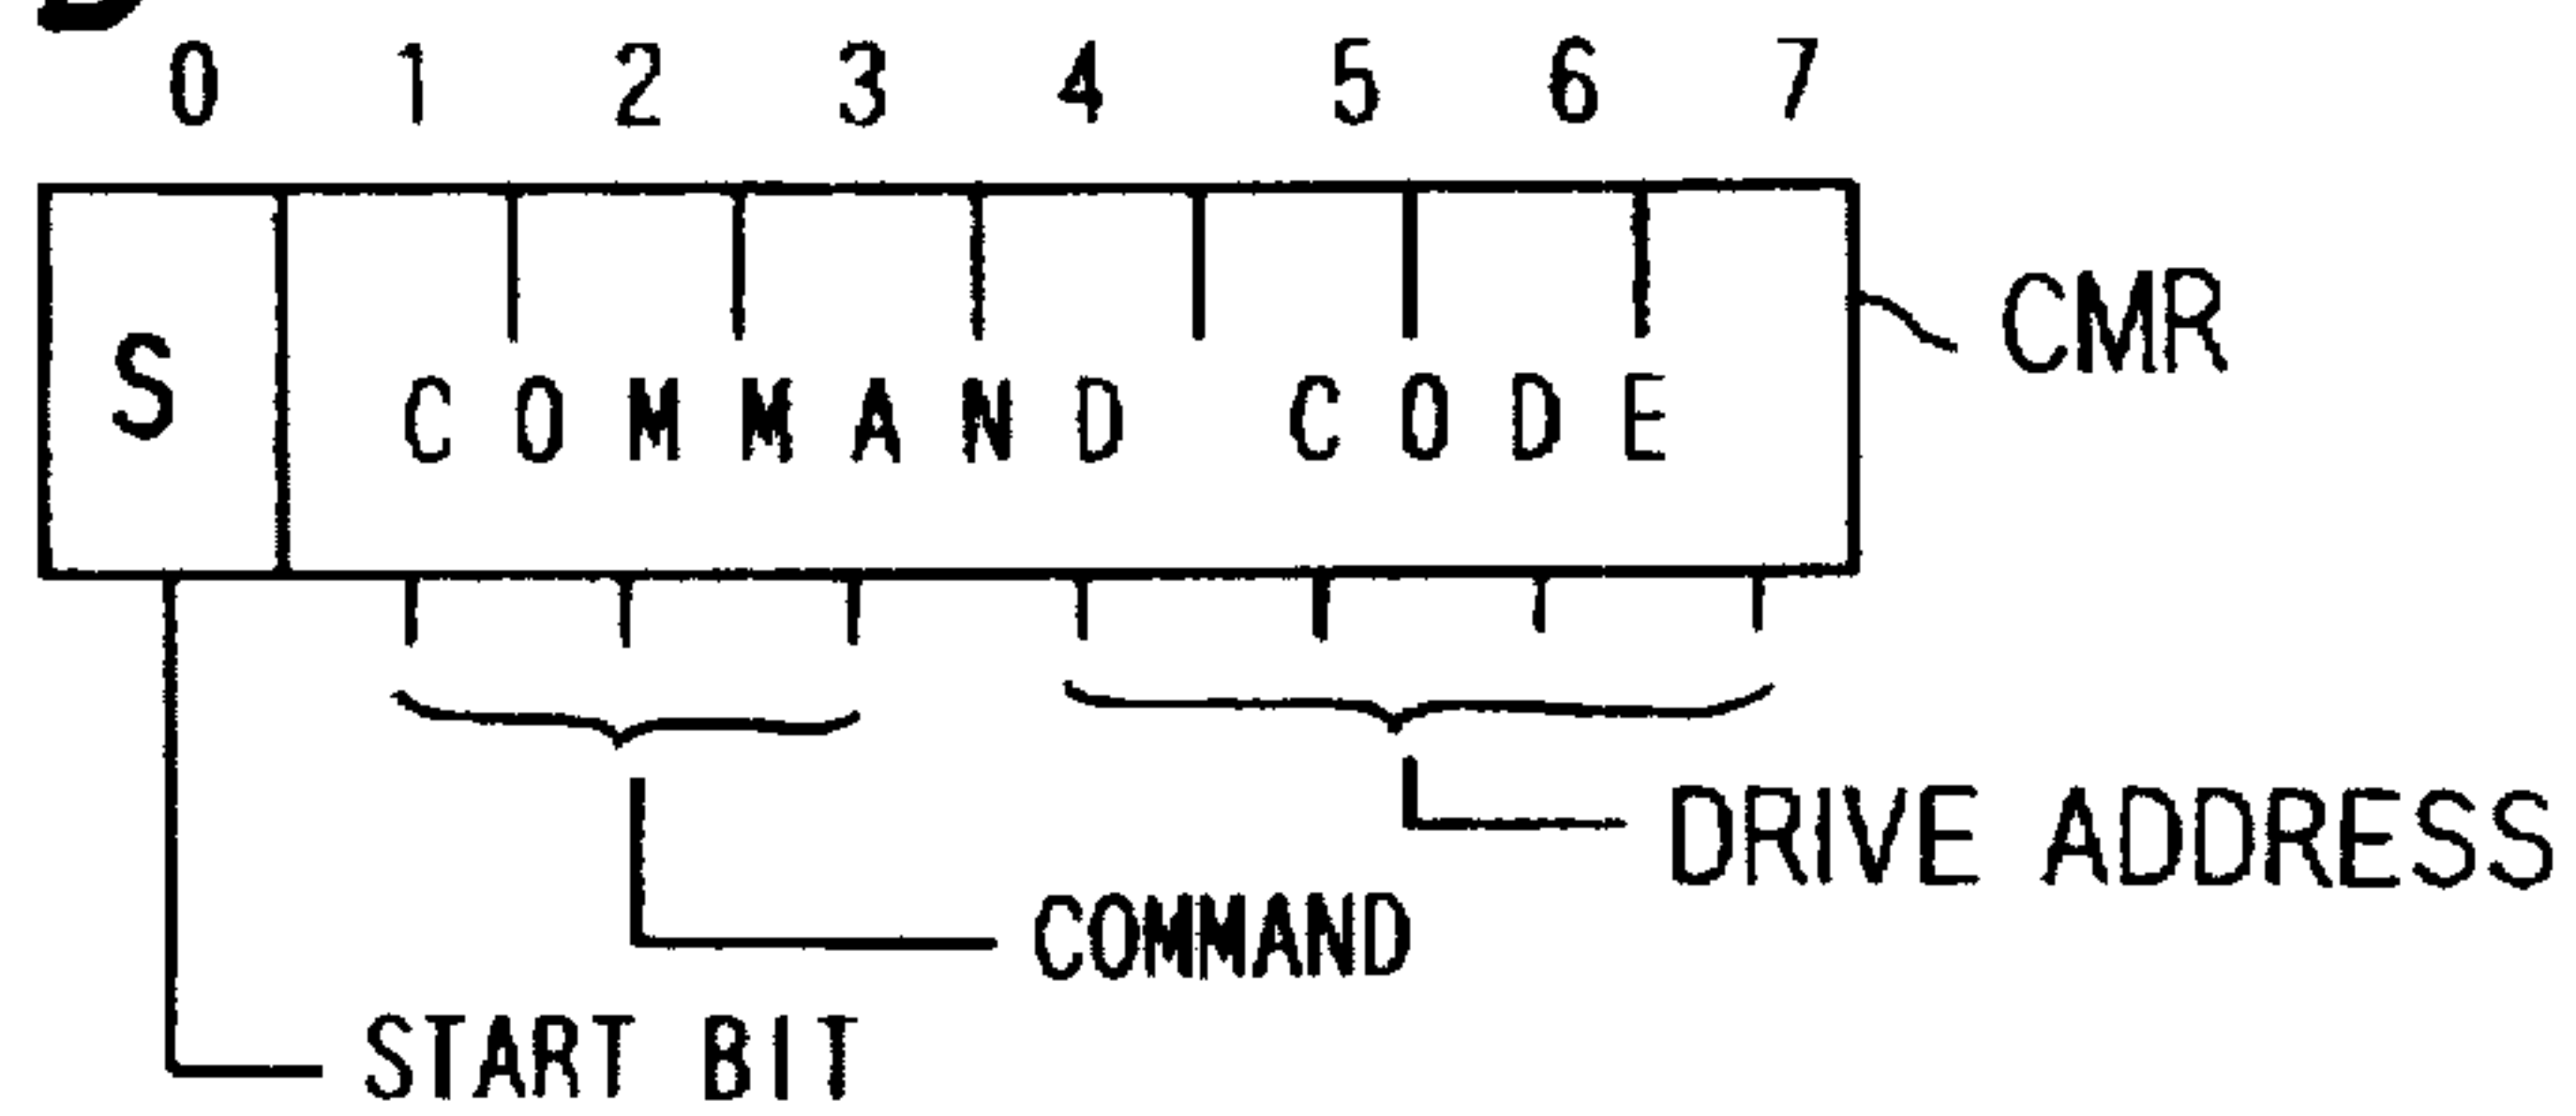 0 1 2 3 4 5 6 7
S COMMAND CODE
CMR
DRIVE ADDRESS
COMMAND
START BIT